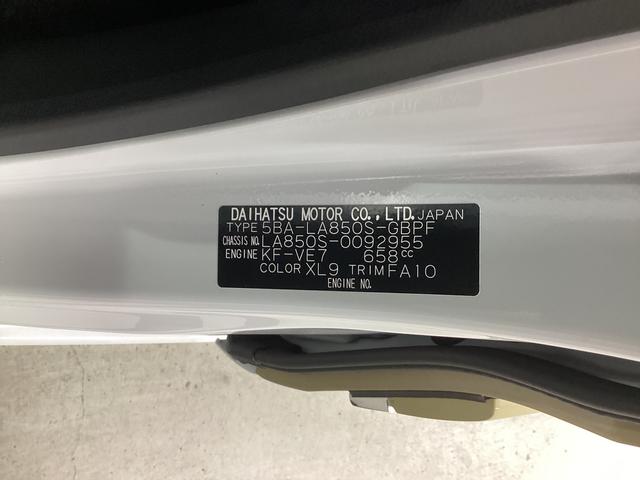 DAIHATSU MOTOR CO.,LTD. JAPAN
TYPE 5BA-LA850S-GBPF
CHASSIS NO. LA850S-0092955
ENGINE KF-VE7 658cc
COLOR XL9 TRIM FA10
ENGINE NO.